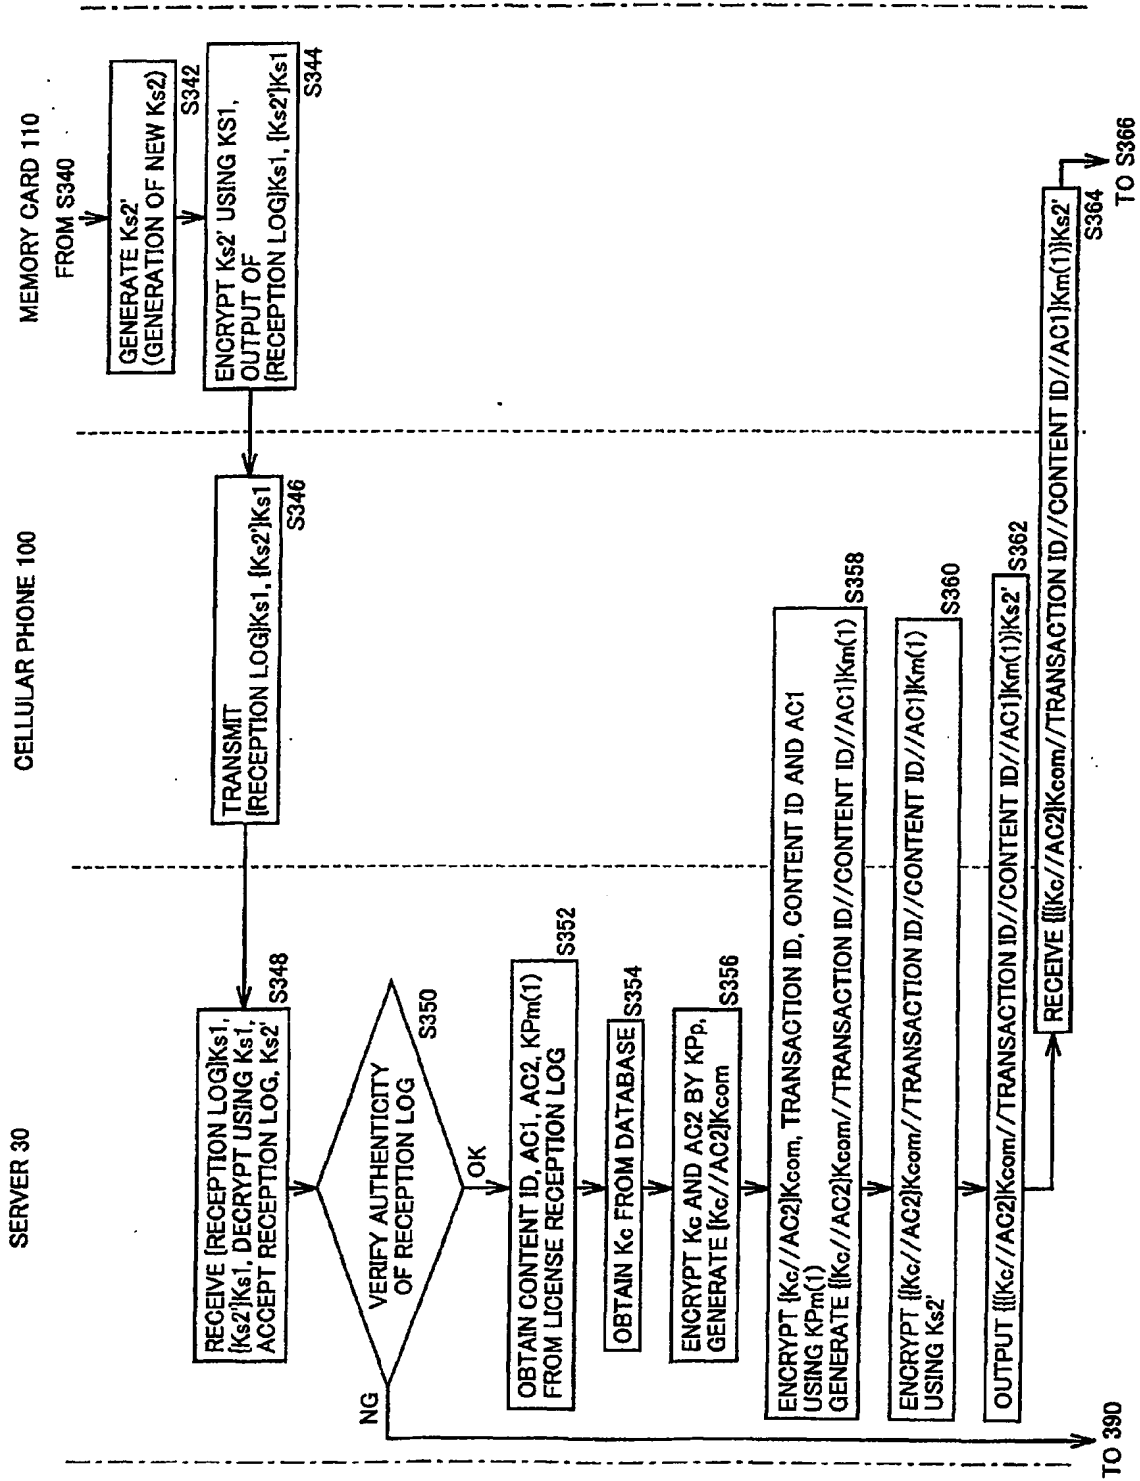 SERVER 30
CELLULAR PHONE 100
MEMORY CARD 110
FROM S340
GENERATE Ks2'
(GENERATION OF NEW Ks2)
S342
ENCRYPT Ks2' USING KS1,
OUTPUT OF
{RECEPTION LOG}Ks1, {Ks2'}Ks1
S344
TRANSMIT
{RECEPTION LOG}Ks1, {Ks2'}Ks1
S346
RECEIVE {RECEPTION LOG}Ks1,
{Ks2'}Ks1, DECRYPT USING Ks1,
ACCEPT RECEPTION LOG, Ks2'
S348
VERIFY AUTHENTICITY
OF RECEPTION LOG
S350
NG
OK
OBTAIN CONTENT ID, AC1, AC2, KPm(1)
FROM LICENSE RECEPTION LOG
S352
OBTAIN Kc FROM DATABASE
S354
ENCRYPT Kc AND AC2 BY KPp,
GENERATE {Kc//AC2}Kcom
S356
ENCRYPT {Kc//AC2}Kcom, TRANSACTION ID, CONTENT ID AND AC1
USING KPm(1)
GENERATE {{Kc//AC2}Kcom//TRANSACTION ID//CONTENT ID//AC1}Km(1)
S358
ENCRYPT {{Kc//AC2}Kcom//TRANSACTION ID//CONTENT ID//AC1}Km(1)
USING Ks2'
S360
OUTPUT {{{Kc//AC2}Kcom//TRANSACTION ID//CONTENT ID//AC1}Km(1)}Ks2'
S362
RECEIVE {{{Kc//AC2}Kcom//TRANSACTION ID//CONTENT ID//AC1}Km(1)}Ks2'
S364
TO S366
TO 390